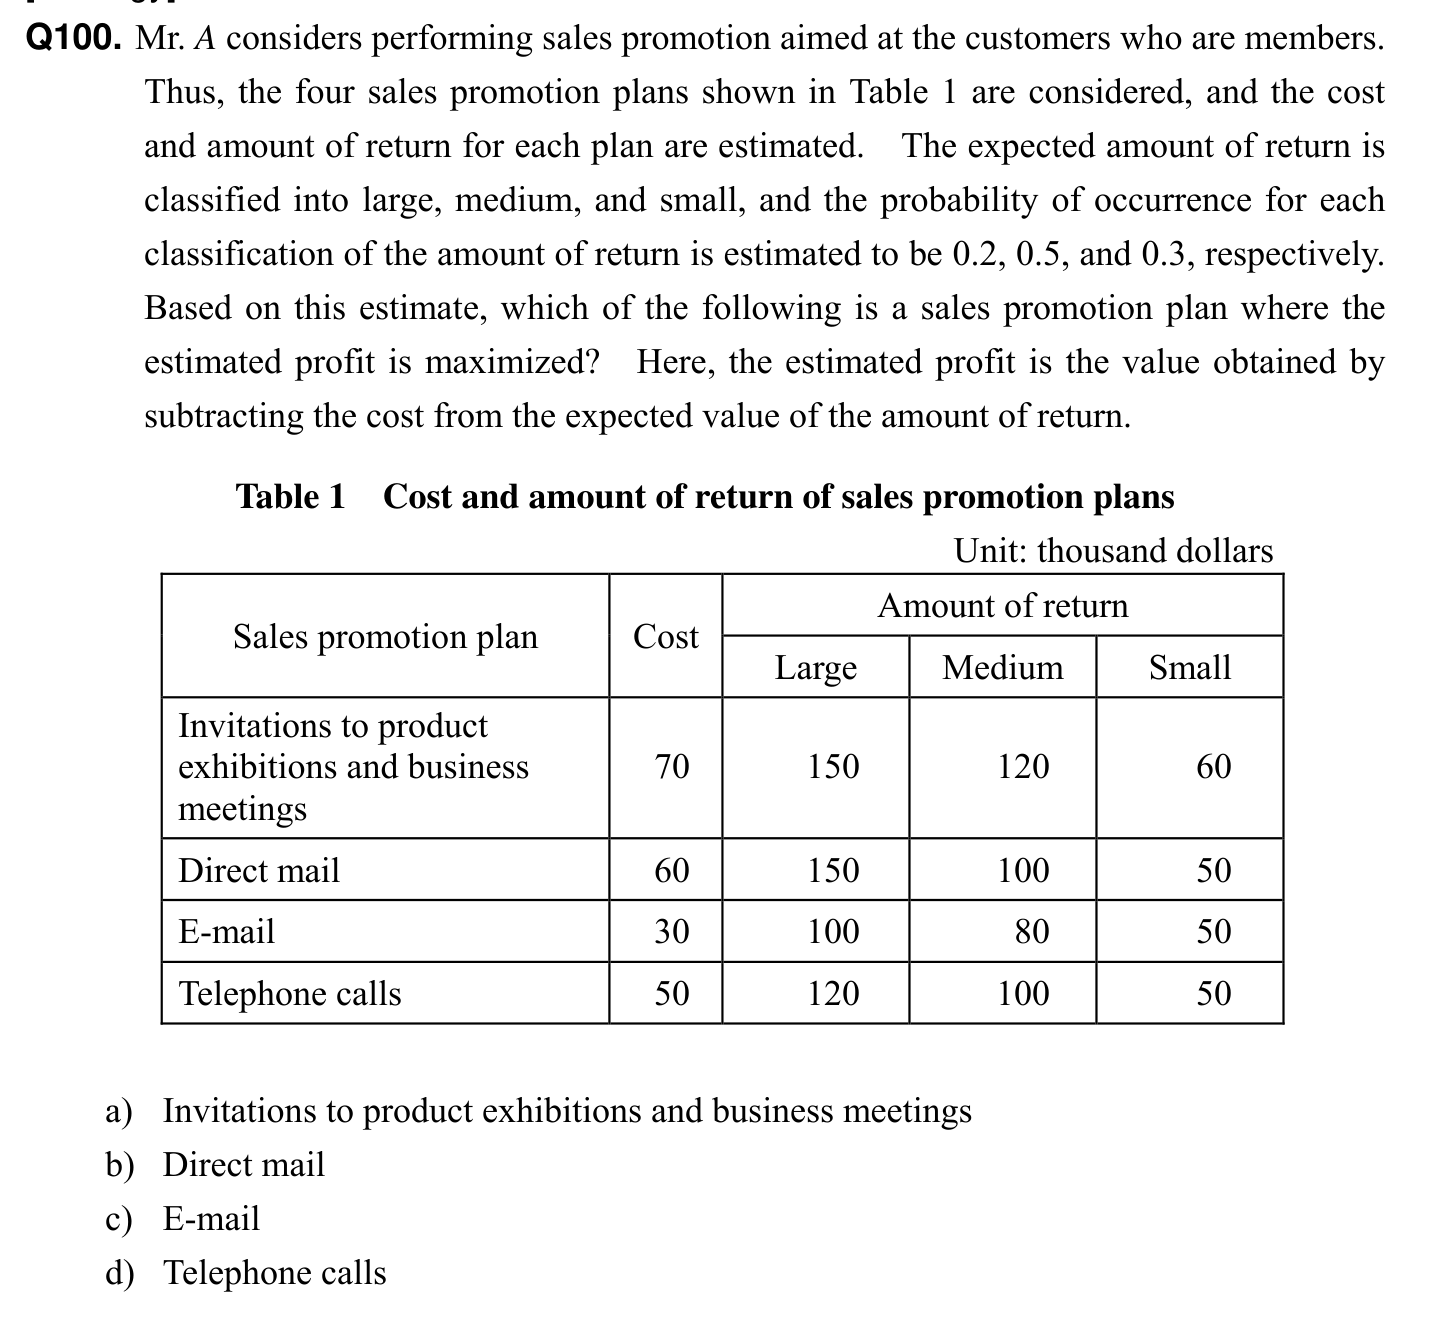 Q100. Mr. A considers performing sales promotion aimed at the customers who are members.
Thus, the four sales promotion plans shown in Table 1 are considered, and the cost
and amount of return for each plan are estimated. The expected amount of return is
classified into large, medium, and small, and the probability of occurrence for each
classification of the amount of return is estimated to be 0.2, 0.5, and 0.3, respectively.
Based on this estimate, which of the following is a sales promotion plan where the
estimated profit is maximized? Here, the estimated profit is the value obtained by
subtracting the cost from the expected value of the amount of return.
Table 1 Cost and amount of return of sales promotion plans
Unit: thousand dollars
Sales promotion plan Cost Amount of return
Large Medium Small
Invitations to product
exhibitions and business 70 150 120 60
meetings
Direct mail 60 150 100 50
E-mail 30 100 80 50
Telephone calls 50 120 100 50
a) Invitations to product exhibitions and business meetings
b) Direct mail
c) E-mail
d) Telephone calls